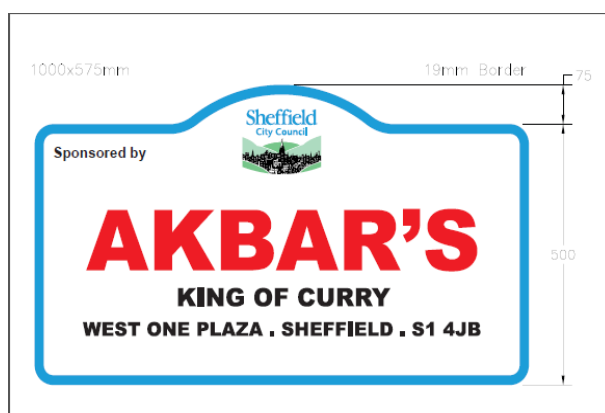 1000x575mm
19mm Border
75
Sheffield
City Council
Sponsored by
AKBAR'S
500
KING OF CURRY
WEST ONE PLAZA . SHEFFIELD . S1 4JB